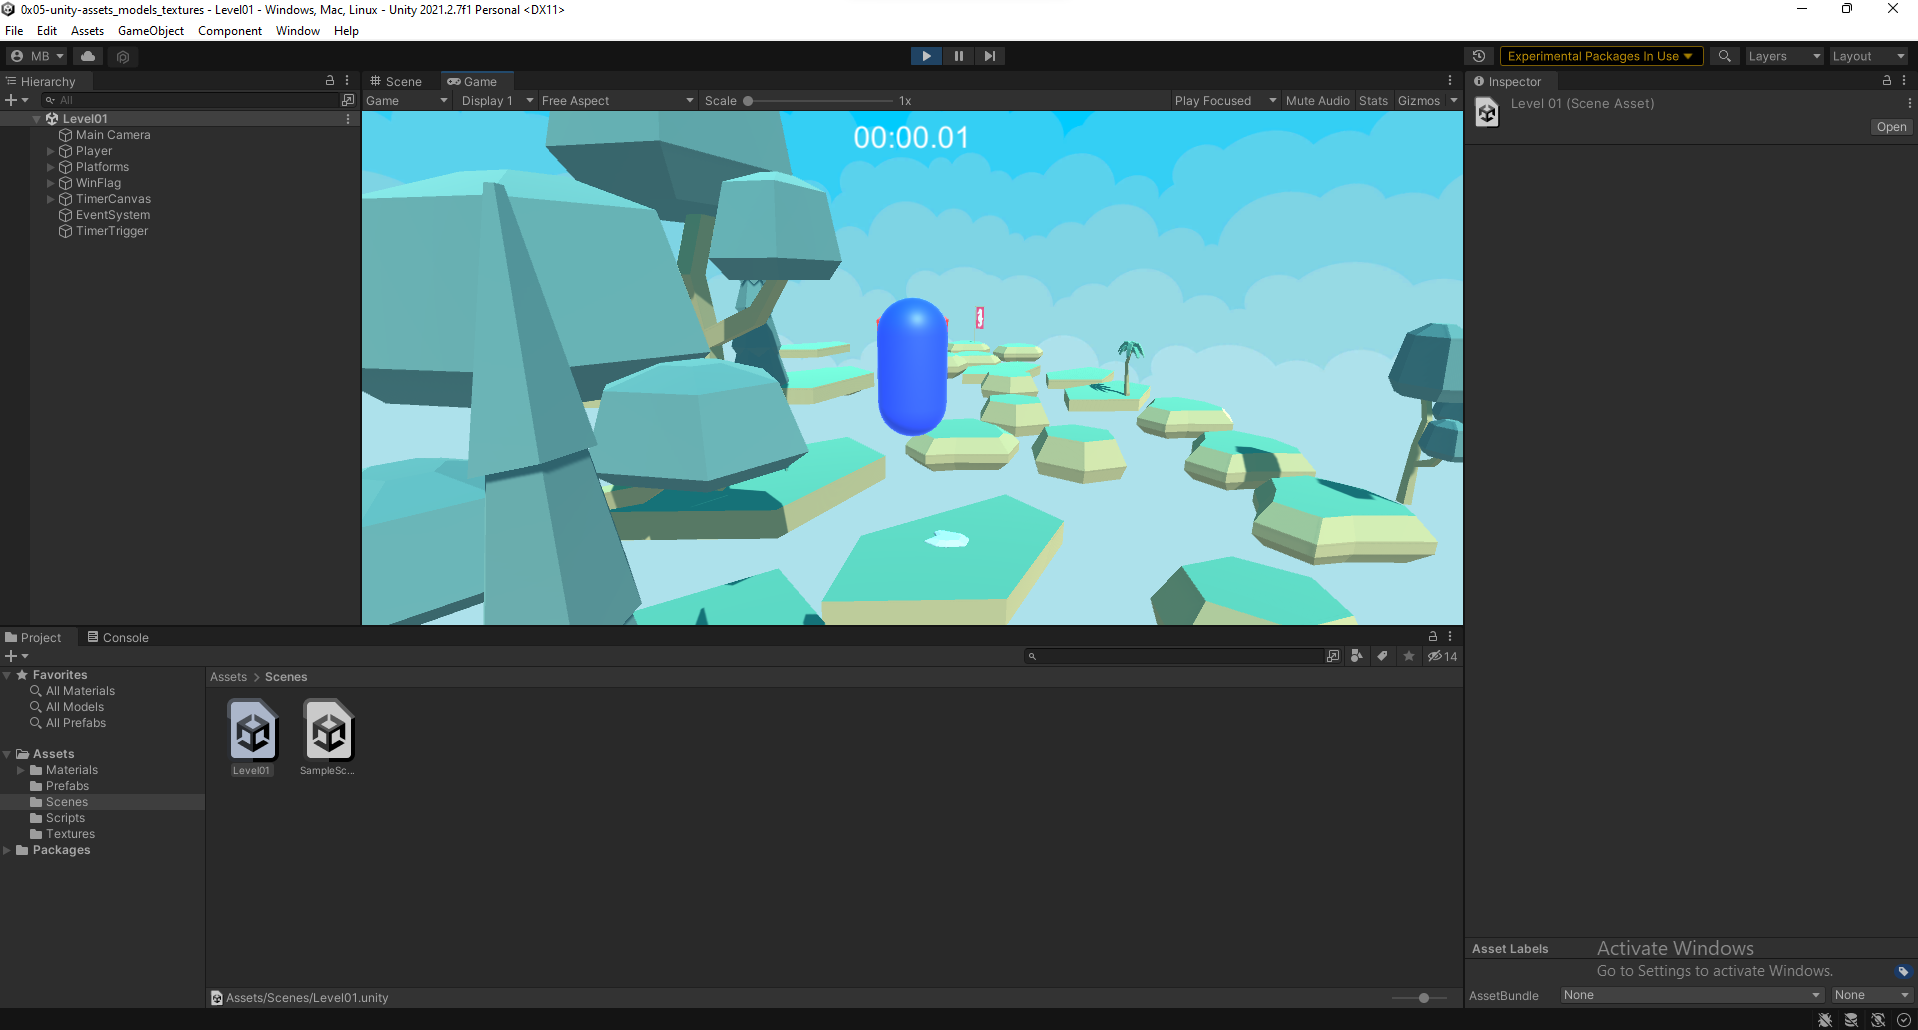 0x05-unity-assets_models_textures - Level01 - Windows, Mac, Linux - Unity 2021.2.7f1 Personal <DX11>
File Edit Assets GameObject Component Window Help
MB Experimental Packages In Use Layers Layout
Hierarchy
All
Level01
Main Camera
Player
Platforms
WinFlag
TimerCanvas
EventSystem
TimerTrigger
Scene Game
Game Display 1 Free Aspect Scale 1x Play Focused Mute Audio Stats Gizmos
00:00.01
Inspector
Level 01 (Scene Asset)
Open
Project Console
14
Favorites
All Materials
All Models
All Prefabs
Assets
Materials
Prefabs
Scenes
Scripts
Textures
Packages
Assets > Scenes
Level01 SampleSc...
Assets/Scenes/Level01.unity
Asset Labels
Activate Windows
Go to Settings to activate Windows.
AssetBundle None None